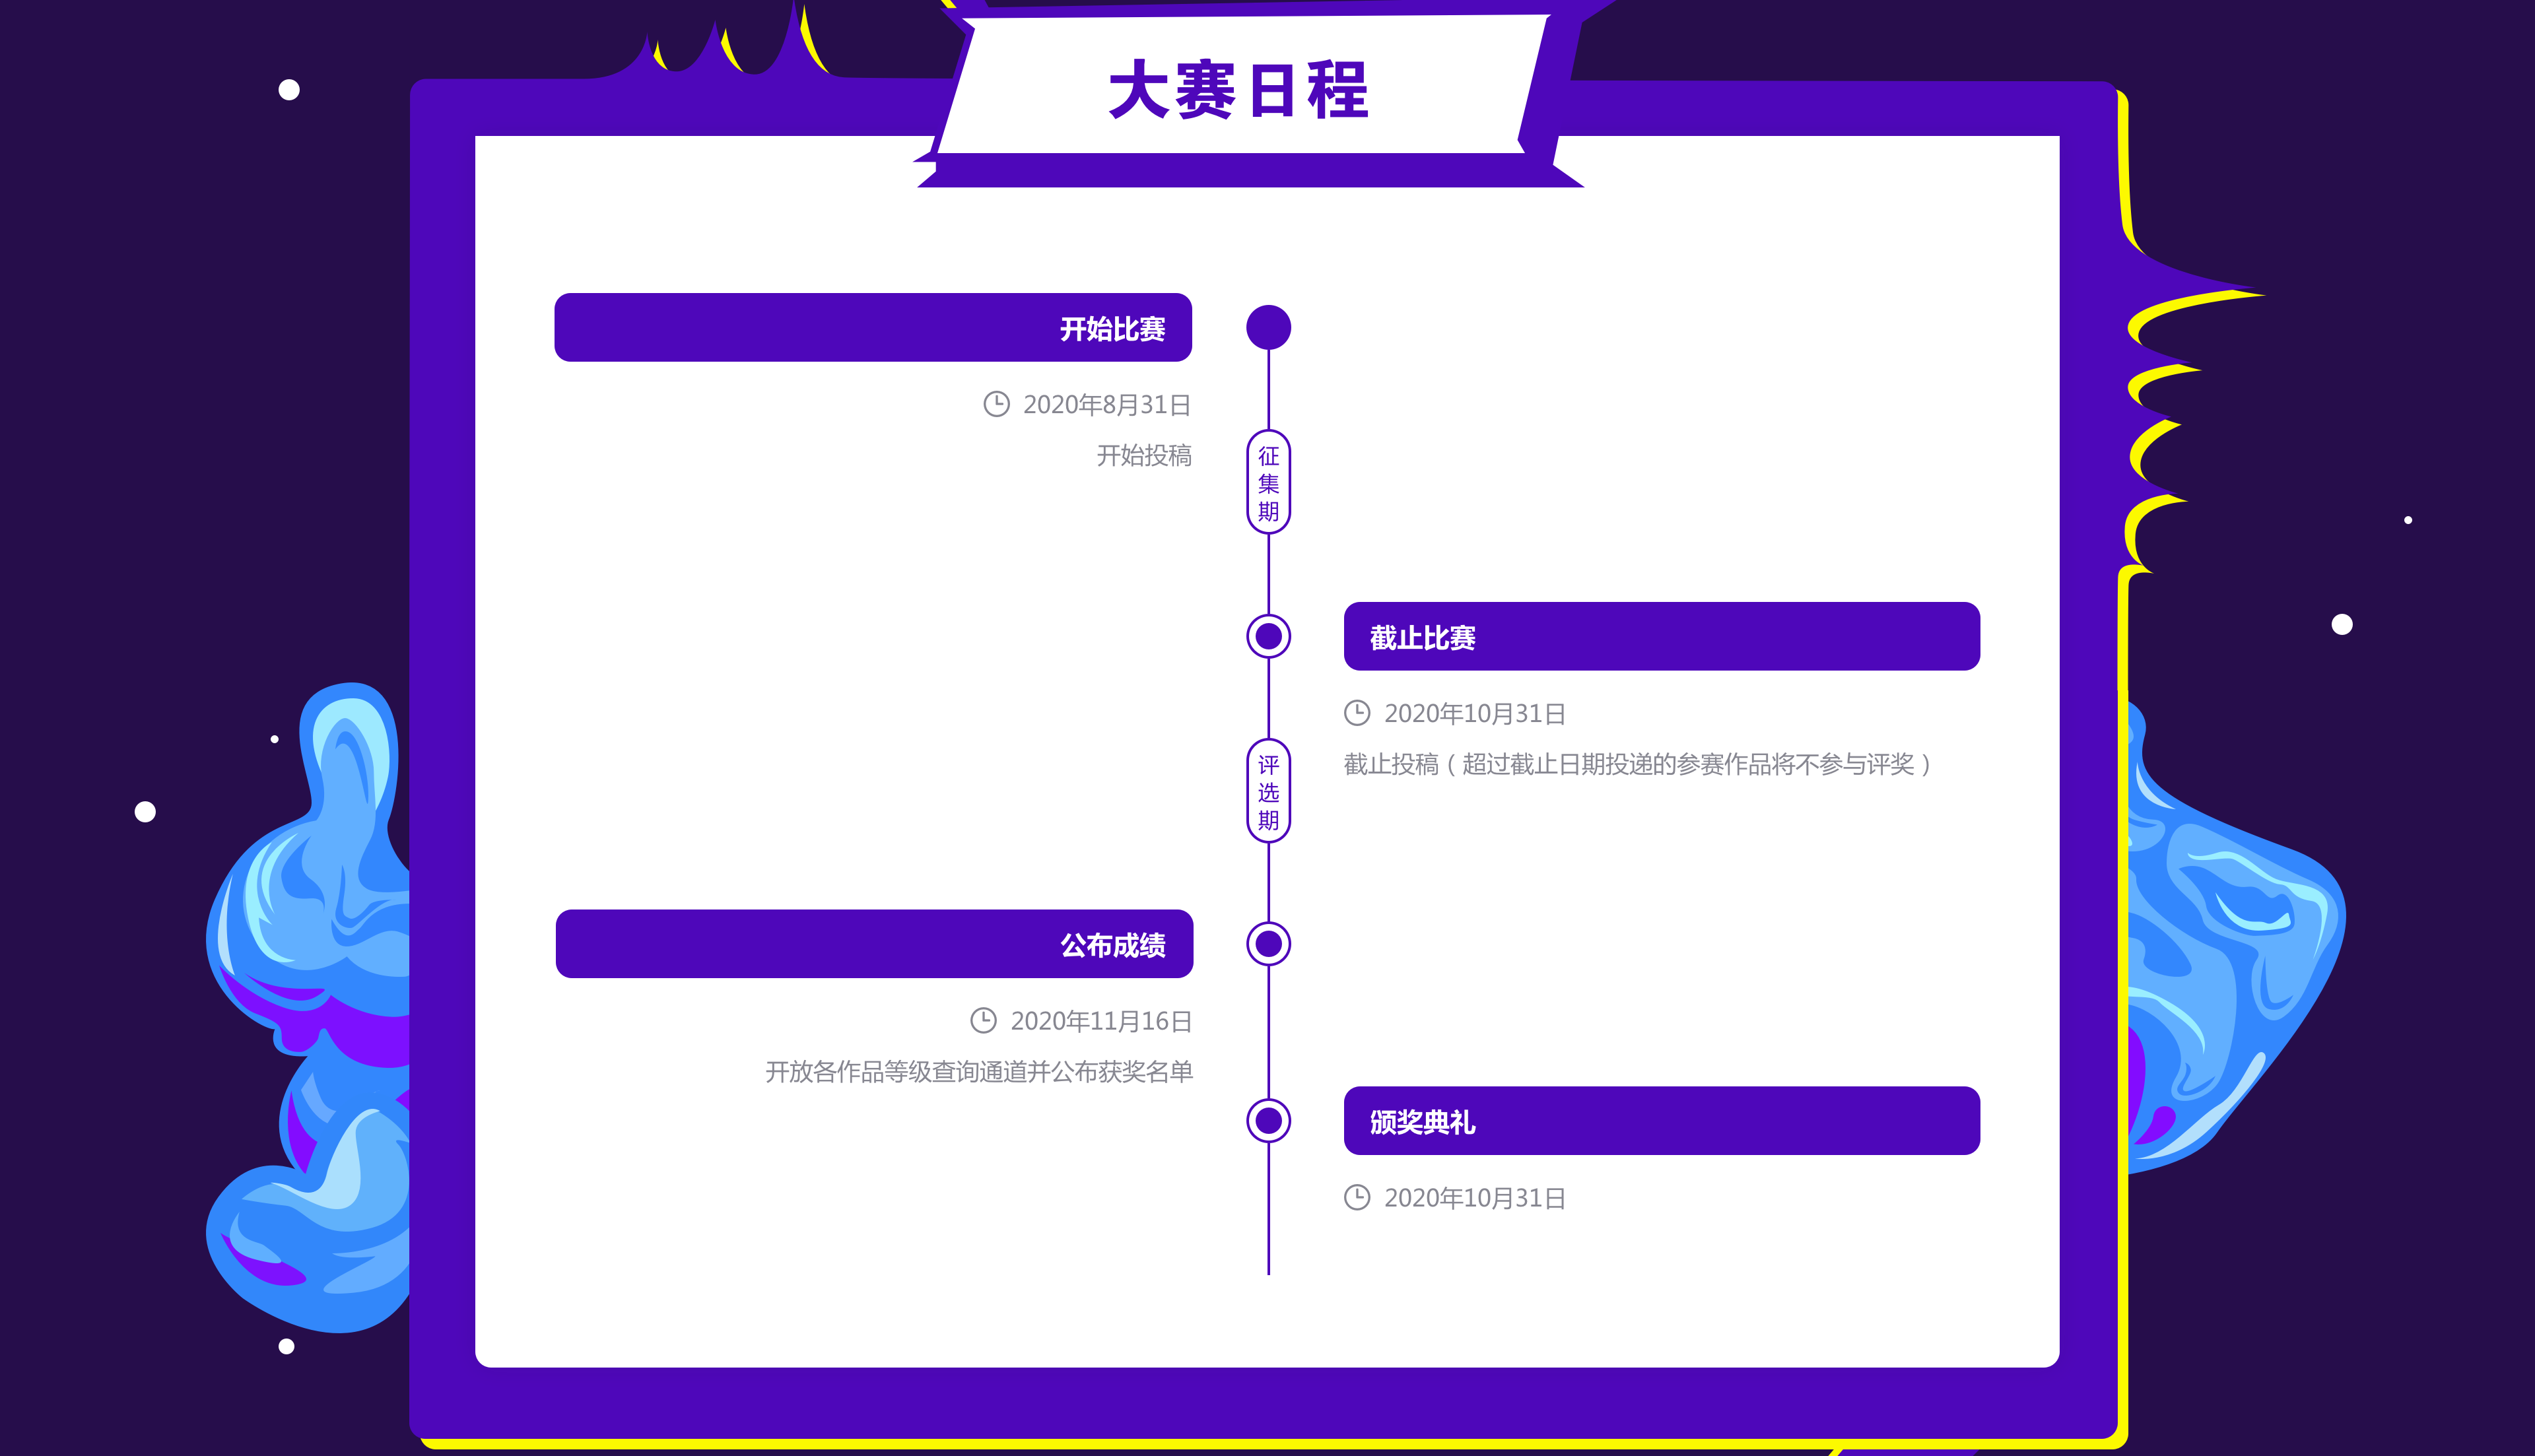 大赛日程
开始比赛
2020年8月31日
开始投稿
征集期
截止比赛
2020年10月31日
截止投稿（超过截止日期投递的参赛作品将不参与评奖）
评选期
公布成绩
2020年11月16日
开放各作品等级查询通道并公布获奖名单
颁奖典礼
2020年10月31日